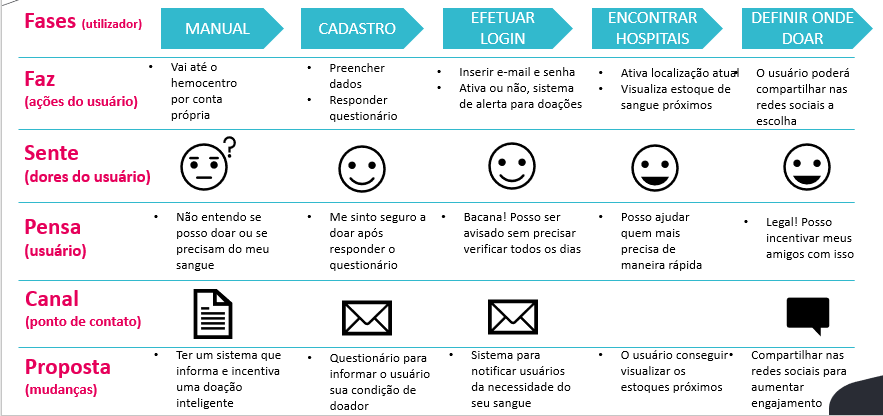 Fases (utilizador)
MANUAL
CADASTRO
EFETUAR
LOGIN
ENCONTRAR
HOSPITAIS
DEFINIR ONDE
DOAR
Faz
(ações do usuário)
• Vai até o
hemocentro
por conta
própria
• Preencher
dados
• Responder
questionário
• Inserir e-mail e senha
• Ativa ou não, sistema
de alerta para doações
• Ativa localização atual
• Visualiza estoque de
sangue próximos
• O usuário poderá
compartilhar nas
redes sociais a
escolha
Sente
(dores do usuário)
?
Pensa
(usuário)
• Não entendo se
posso doar ou se
precisam do meu
sangue
• Me sinto seguro a
doar após
responder o
questionário
• Bacana! Posso ser
avisado sem precisar
verificar todos os dias
• Posso ajudar
quem mais
precisa de
maneira rápida
• Legal! Posso
incentivar meus
amigos com isso
Canal
(ponto de contato)
Proposta
(mudanças)
• Ter um sistema que
informa e incentiva
uma doação
inteligente
• Questionário para
informar o usuário
sua condição de
doador
• Sistema para
notificar usuários
da necessidade do
seu sangue
• O usuário conseguir
visualizar os
estoques próximos
• Compartilhar nas
redes sociais para
aumentar
engajamento